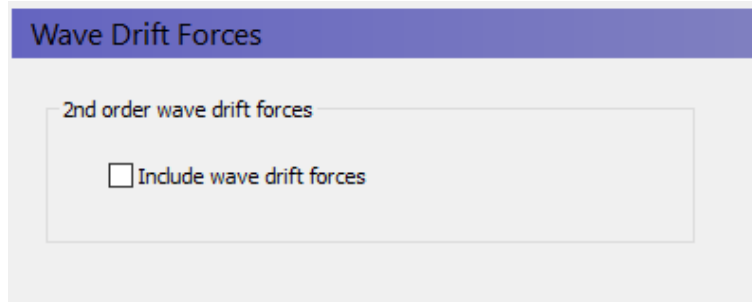 Wave Drift Forces
2nd order wave drift forces
Include wave drift forces